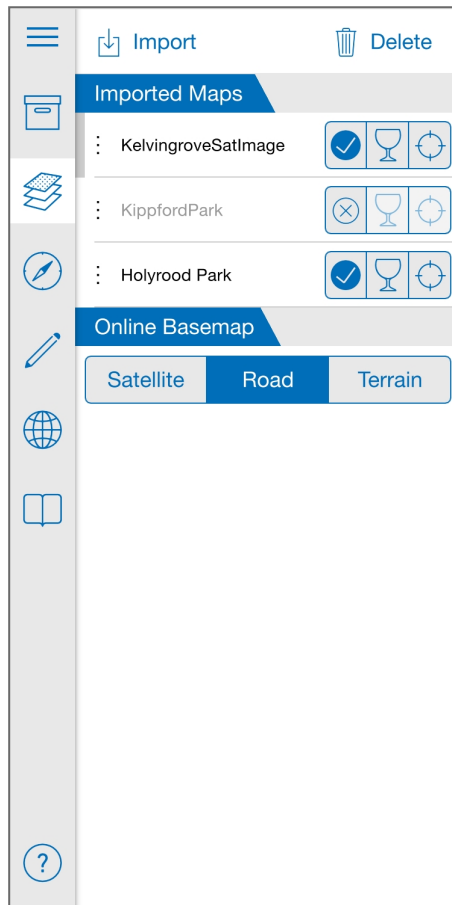 Import Delete
Imported Maps
KelvingroveSatImage
KippfordPark
Holyrood Park
Online Basemap
Satellite Road Terrain
?